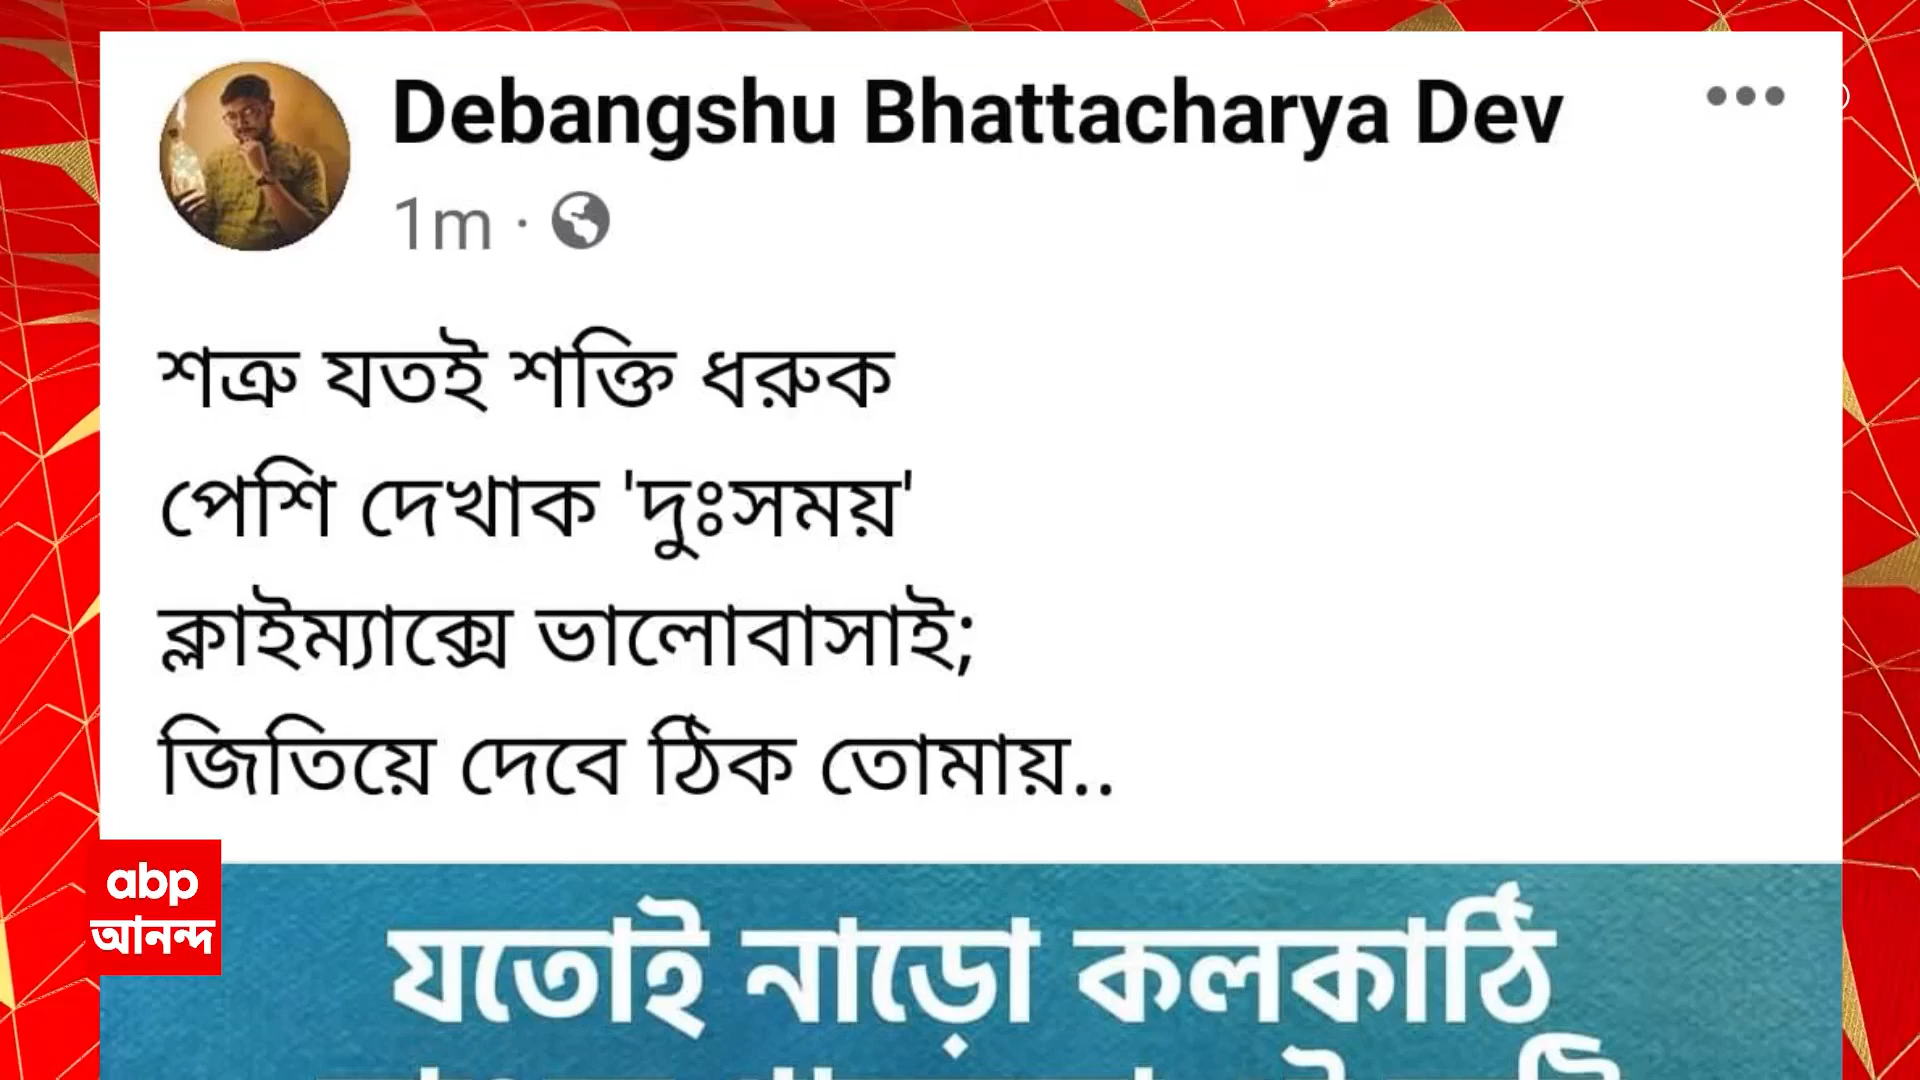 Debangshu Bhattacharya Dev
1m
শত্রু যতই শক্তি ধরুক
পেশি দেখাক 'দুঃসময়'
ক্লাইম্যাক্সে ভালোবাসাই;
জিতিয়ে দেবে ঠিক তোমায়..
abp
আনন্দ
যতোই নাড়ো কলকাঠি